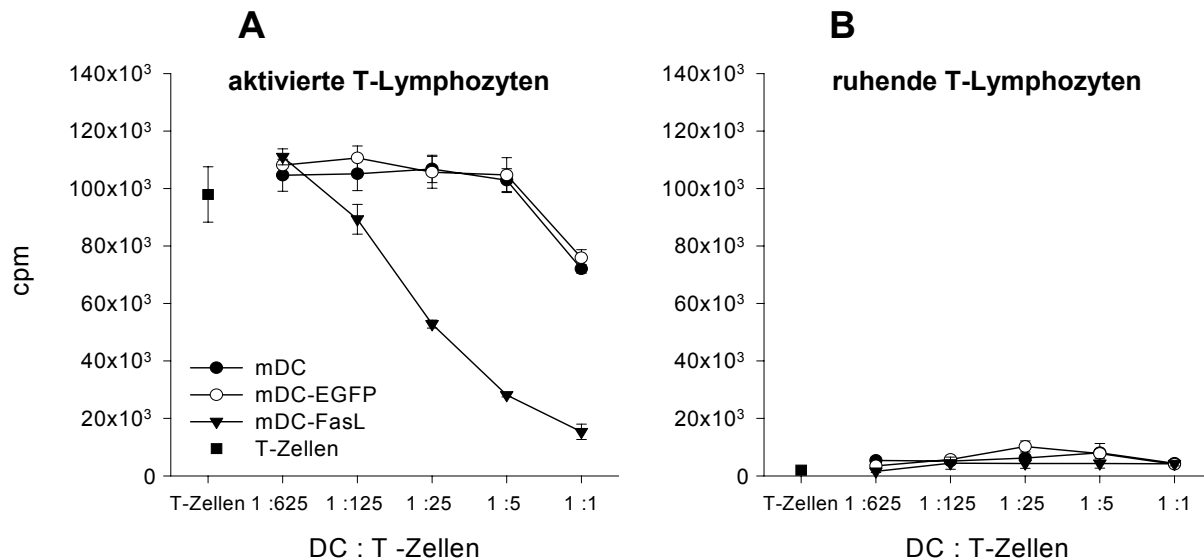 A
aktivierte T-Lymphozyten
140x10³
120x10³
100x10³
80x10³
60x10³
40x10³
20x10³
0
cpm
mDC
mDC-EGFP
mDC-FasL
T-Zellen
T-Zellen 1 :625 1 :125 1 :25 1 :5 1 :1
DC : T -Zellen
B
ruhende T-Lymphozyten
140x10³
120x10³
100x10³
80x10³
60x10³
40x10³
20x10³
0
T-Zellen 1 :625 1 :125 1 :25 1 :5 1 :1
DC : T-Zellen